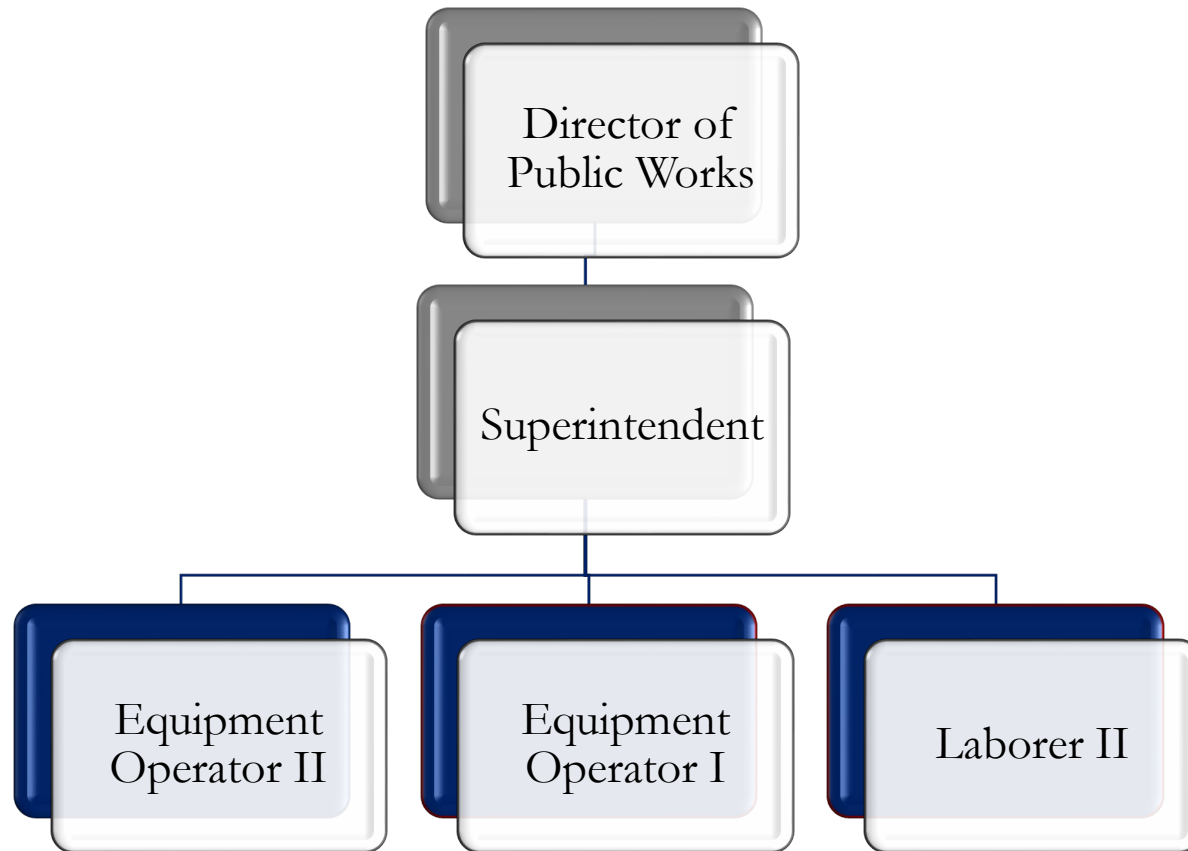 Director of
Public Works
Superintendent
Equipment
Operator II
Equipment
Operator I
Laborer II